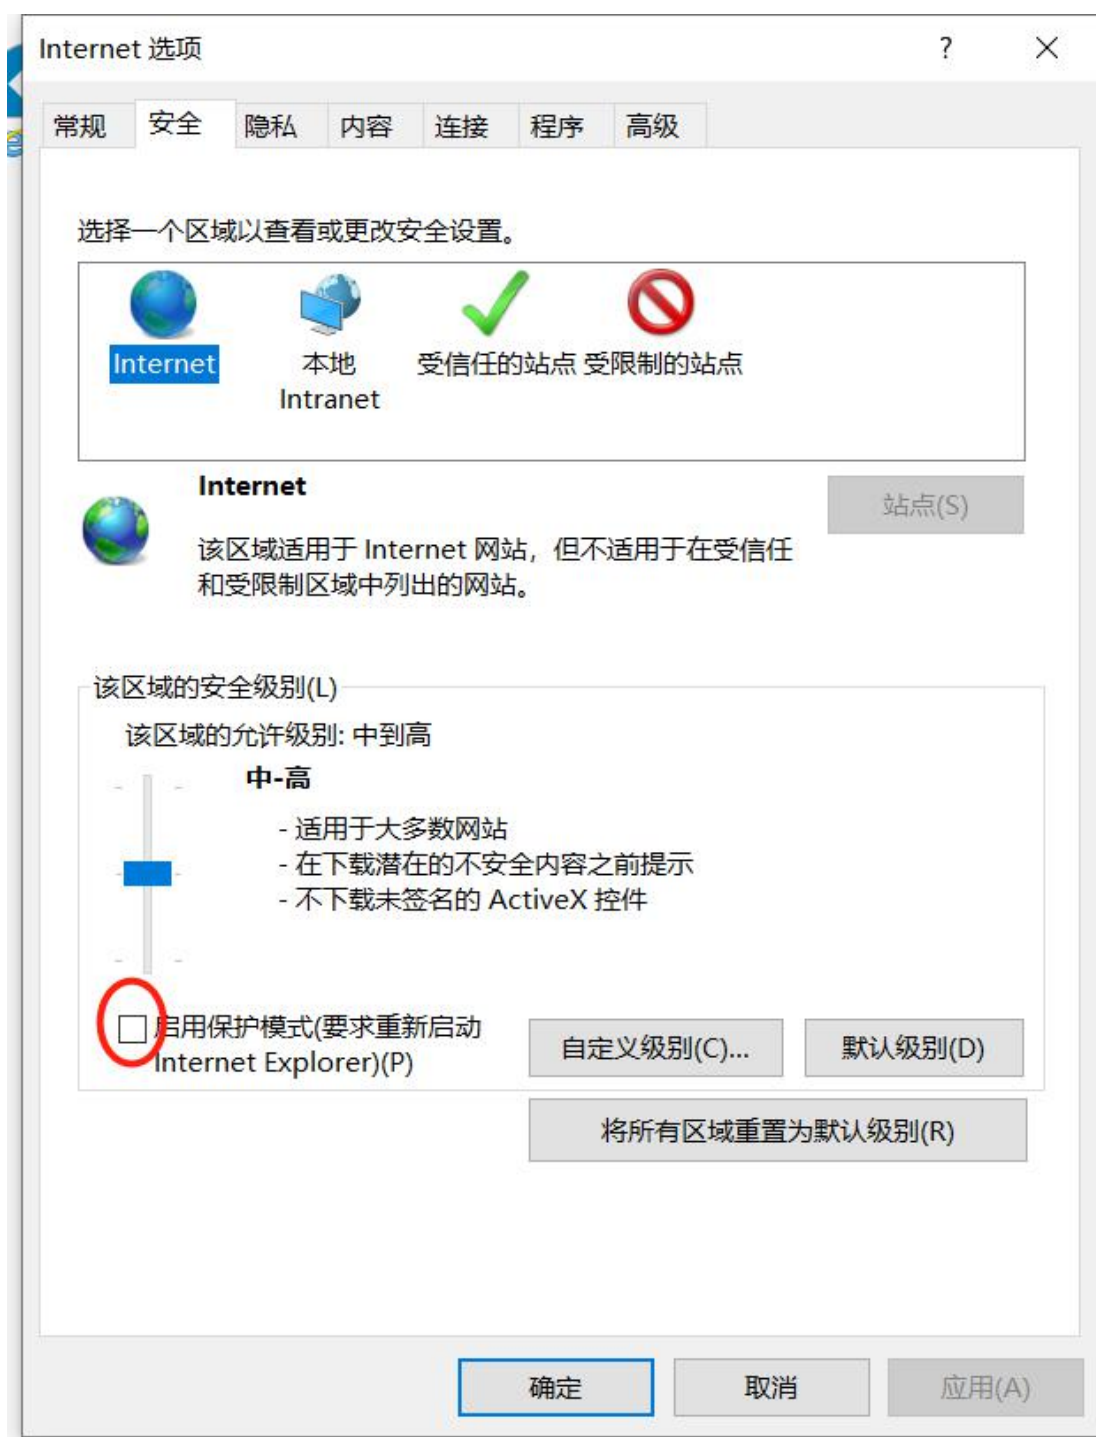 Internet 选项
?
常规 安全 隐私 内容 连接 程序 高级
选择一个区域以查看或更改安全设置。
Internet 本地 Intranet 受信任的站点 受限制的站点
Internet
站点(S)
该区域适用于 Internet 网站，但不适用于在受信任
和受限制区域中列出的网站。
该区域的安全级别(L)
该区域的允许级别: 中到高
中-高
- 适用于大多数网站
- 在下载潜在的不安全内容之前提示
- 不下载未签名的 ActiveX 控件
启用保护模式(要求重新启动
Internet Explorer)(P)
自定义级别(C)...
默认级别(D)
将所有区域重置为默认级别(R)
确定
取消
应用(A)